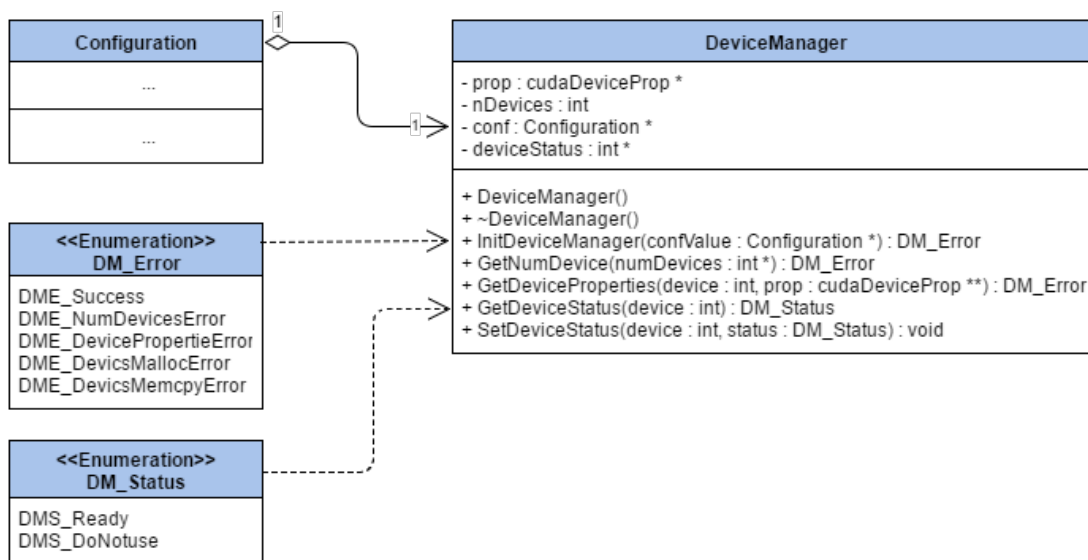 Configuration
...
...
1
1
DeviceManager
- prop : cudaDeviceProp *
- nDevices : int
- conf : Configuration *
- deviceStatus : int *
+ DeviceManager()
+ ~DeviceManager()
+ InitDeviceManager(confValue : Configuration *) : DM_Error
+ GetNumDevice(numDevices : int *) : DM_Error
+ GetDeviceProperties(device : int, prop : cudaDeviceProp **) : DM_Error
+ GetDeviceStatus(device : int) : DM_Status
+ SetDeviceStatus(device : int, status : DM_Status) : void
<<Enumeration>>
DM_Error
DME_Success
DME_NumDevicesError
DME_DevicePropertieError
DME_DevicsMallocError
DME_DevicsMemcpyError
<<Enumeration>>
DM_Status
DMS_Ready
DMS_DoNotuse